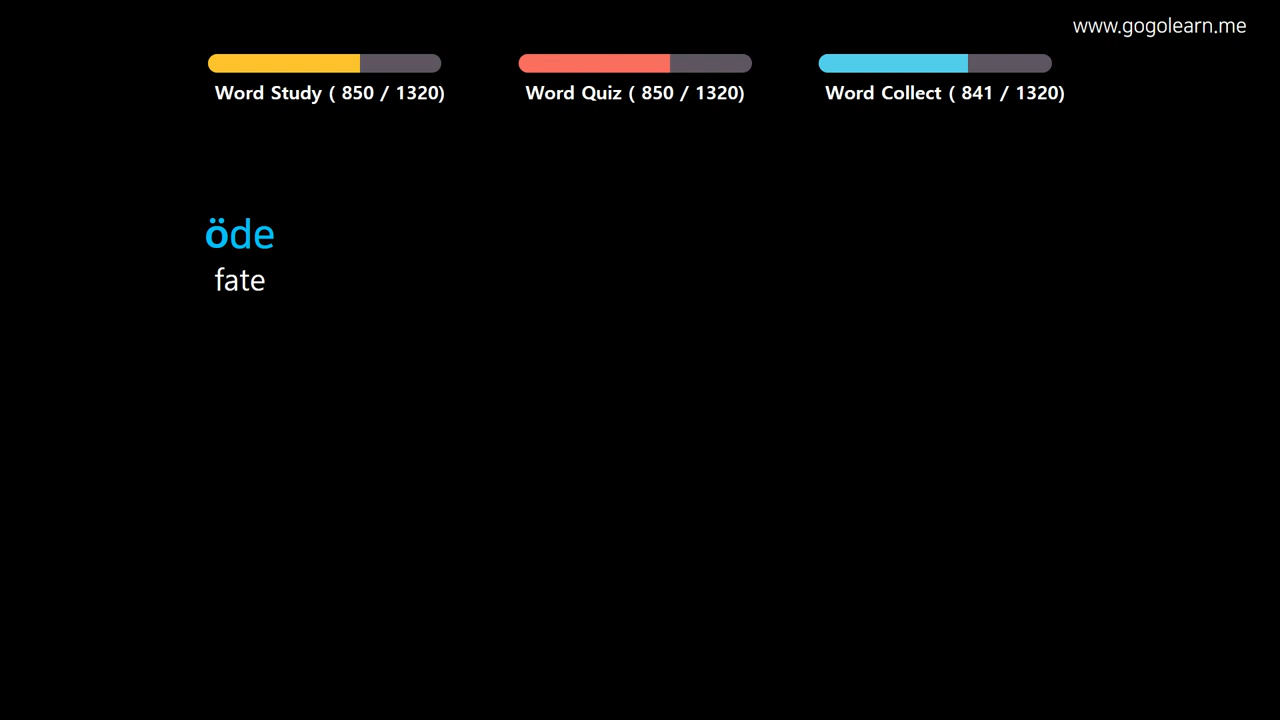 www.gogolearn.me
Word Study ( 850 / 1320)
Word Quiz ( 850 / 1320)
Word Collect ( 841 / 1320)
öde
fate